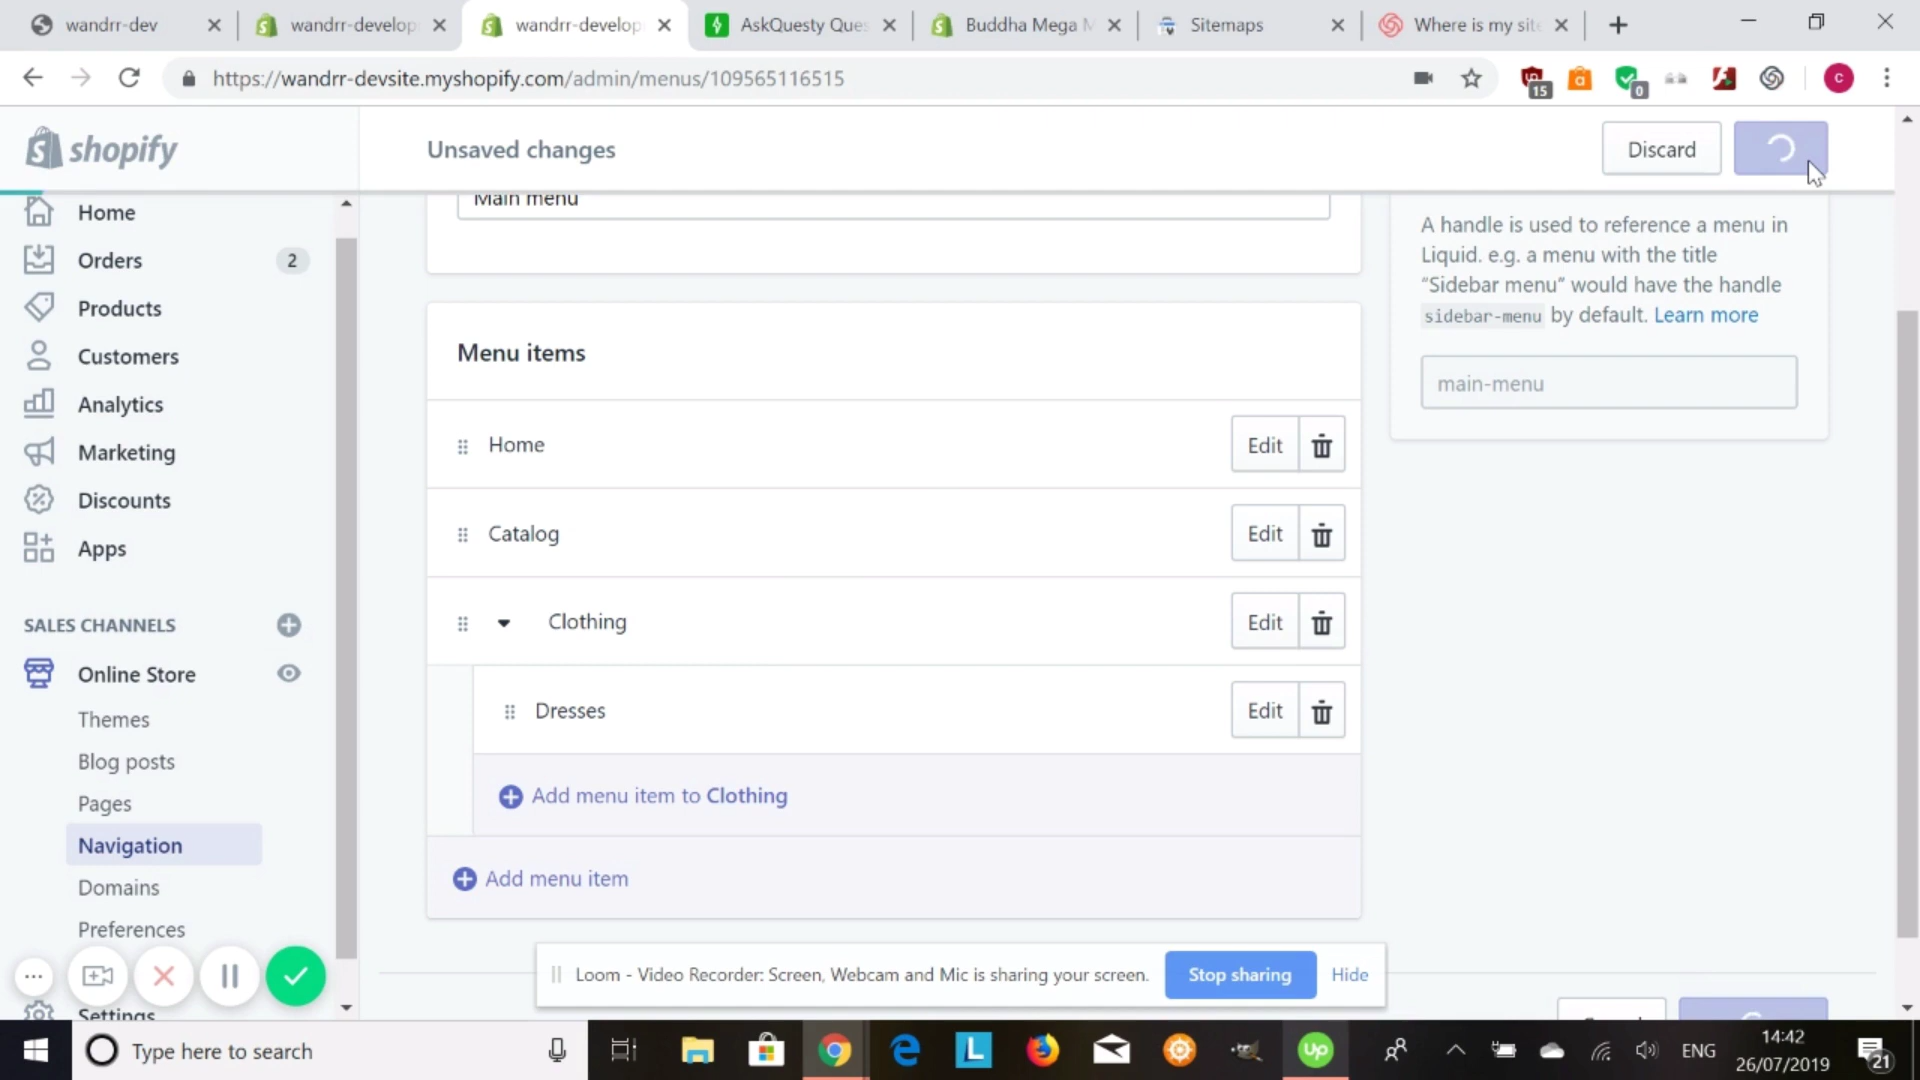 wandrr-dev
wandrr-develop
wandrr-develop
AskQuesty Ques
Buddha Mega M
Sitemaps
Where is my site
https://wandrr-devsite.myshopify.com/admin/menus/109565116515
15
0
c
shopify
Unsaved changes
Discard
Home
Orders
2
Products
Customers
Analytics
Marketing
Discounts
Apps
SALES CHANNELS
Online Store
Themes
Blog posts
Pages
Navigation
Domains
Preferences
Settings
Main menu
Menu items
Home
Edit
Catalog
Edit
Clothing
Edit
Dresses
Edit
Add menu item to Clothing
Add menu item
A handle is used to reference a menu in
Liquid. e.g. a menu with the title
“Sidebar menu” would have the handle
sidebar-menu by default. Learn more
main-menu
Loom - Video Recorder: Screen, Webcam and Mic is sharing your screen.
Stop sharing
Hide
Type here to search
L
Up
ENG
14:42
26/07/2019
21